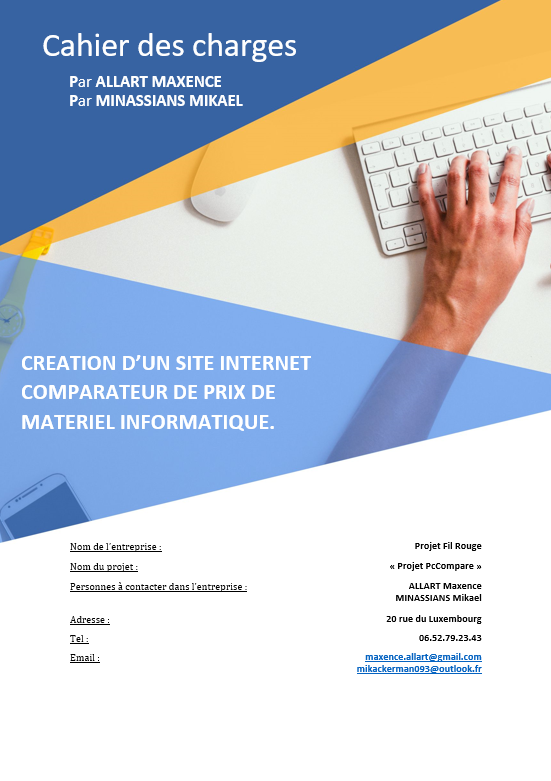 Cahier des charges
Par ALLART MAXENCE
Par MINASSIANS MIKAEL
CREATION D’UN SITE INTERNET
COMPARATEUR DE PRIX DE
MATERIEL INFORMATIQUE.
Nom de l’entreprise : Projet Fil Rouge
Nom du projet : « Projet PcCompare »
Personnes à contacter dans l’entreprise : ALLART Maxence
MINASSIANS Mikael
Adresse : 20 rue du Luxembourg
Tel : 06.52.79.23.43
Email : maxence.allart@gmail.com
mikackerman093@outlook.fr